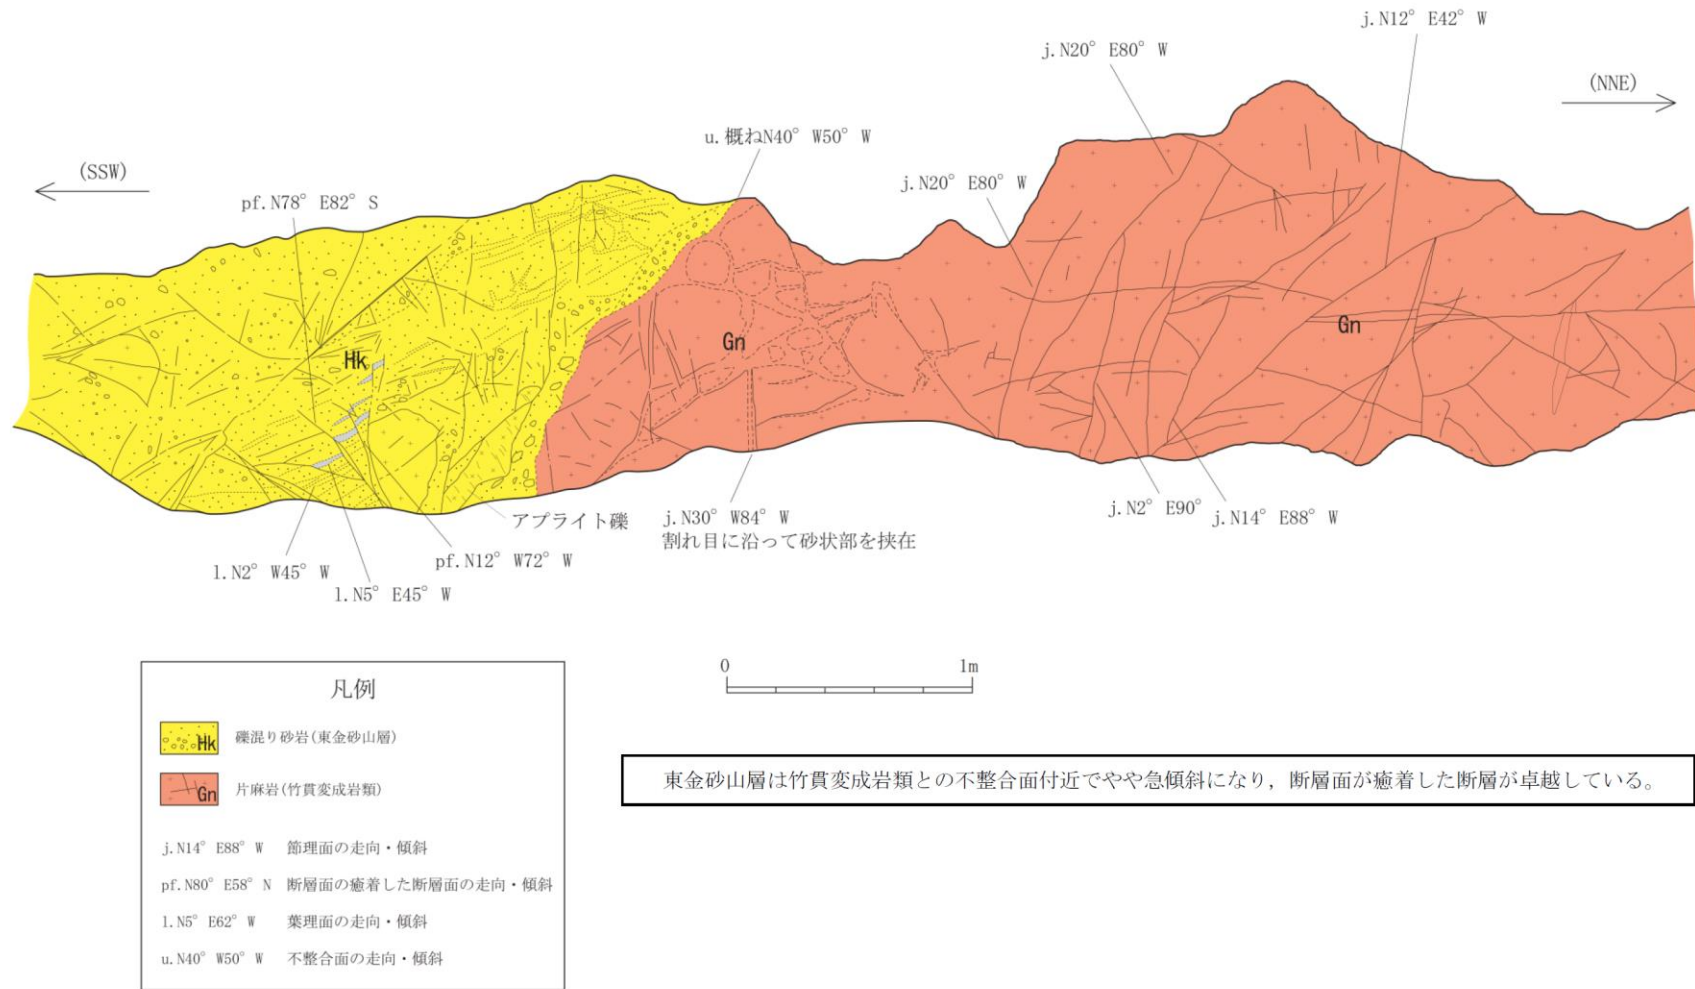 j.N12° E42° W
j.N20° E80° W
(NNE)
u.概ねN40° W50° W
(SSW)
j.N20° E80° W
pf.N78° E82° S
Hk
Gn
Gn
アプライト礫
j.N30° W84° W
割れ目に沿って砂状部を挟在
j.N2° E90°
j.N14° E88° W
pf.N12° W72° W
l.N2° W45° W
l.N5° E45° W
0
1m
凡例
Hk
礫混り砂岩(東金砂山層)
Gn
片麻岩(竹貫変成岩類)
j.N14° E88° W 節理面の走向・傾斜
pf.N80° E58° N 断層面の癒着した断層面の走向・傾斜
l.N5° E62° W 葉理面の走向・傾斜
u.N40° W50° W 不整合面の走向・傾斜
東金砂山層は竹貫変成岩類との不整合面付近でやや急傾斜になり，断層面が癒着した断層が卓越している。